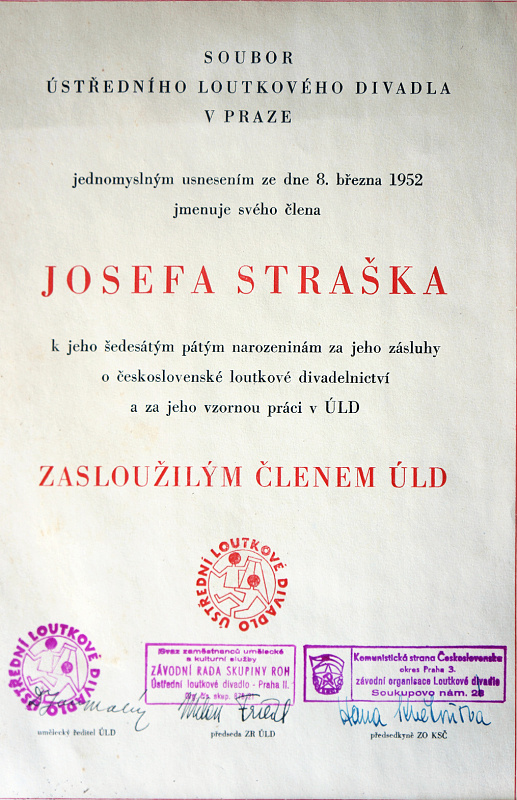 SOUBOR
ÚSTŘEDNÍHO LOUTKOVÉHO DIVADLA
V PRAZE
jednomyslným usnesením ze dne 8. března 1952
jmenuje svého člena
JOSEFA STRAŠKA
k jeho šedesátým pátým narozeninám za jeho zásluhy
o československé loutkové divadelnictví
a za jeho vzornou práci v ÚLD
ZASLOUŽILÝM ČLENEM ÚLD
ÚSTŘEDNÍ LOUTKOVÉ DIVADLO
ÚSTŘEDNÍ LOUTKOVÉ DIVADLO
Svaz zaměstnanců umělecké
a kulturní služby
ZÁVODNÍ RADA SKUPINY ROH
Ústřední loutkové divadlo - Praha II.
Komunistická strana Československa
okres Praha 3.
závodní organisace Loutkové divadlo
Soukupovo nám. 28
Milan Friedl
Hana
umělecký ředitel ÚLD
předseda ZR ÚLD
předsedkyně ZO KSČ